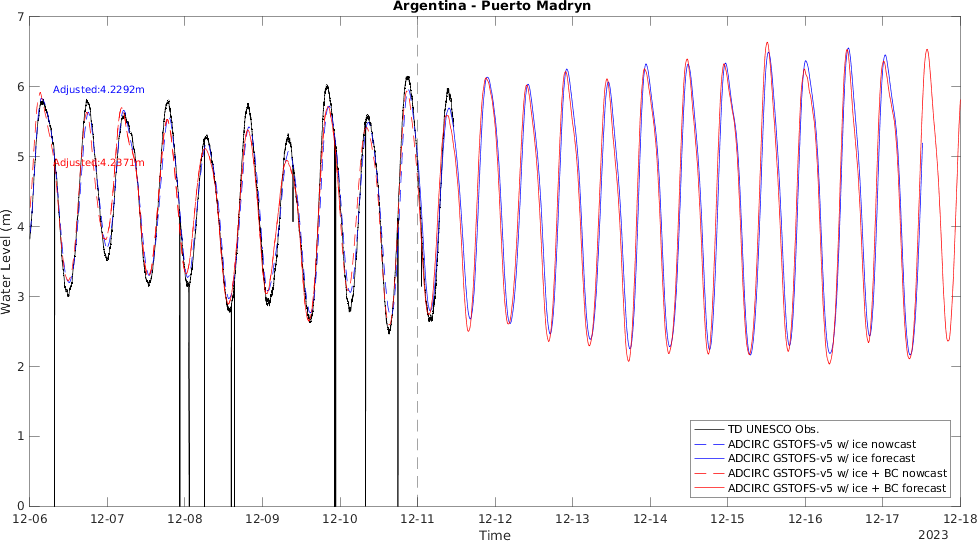 Argentina - Puerto Madryn
7
6
5
4
3
2
1
0
Water Level (m)
Adjusted:4.2292m
Adjusted:4.2371m
TD UNESCO Obs.
ADCIRC GSTOFS-v5 w/ ice nowcast
ADCIRC GSTOFS-v5 w/ ice forecast
ADCIRC GSTOFS-v5 w/ ice + BC nowcast
ADCIRC GSTOFS-v5 w/ ice + BC forecast
12-06 12-07 12-08 12-09 12-10 12-11 12-12 12-13 12-14 12-15 12-16 12-17 12-18
Time
2023